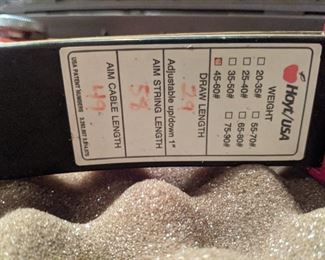 Hoyt/USA
WEIGHT
20-35#
25-40# 55-70#
35-50# 65-80#
45-60# 75-90#
DRAW LENGTH
29
Adjustable up/down 1"
AIM STRING LENGTH
58
AIM CABLE LENGTH
49
USA PATENT NUMBERS